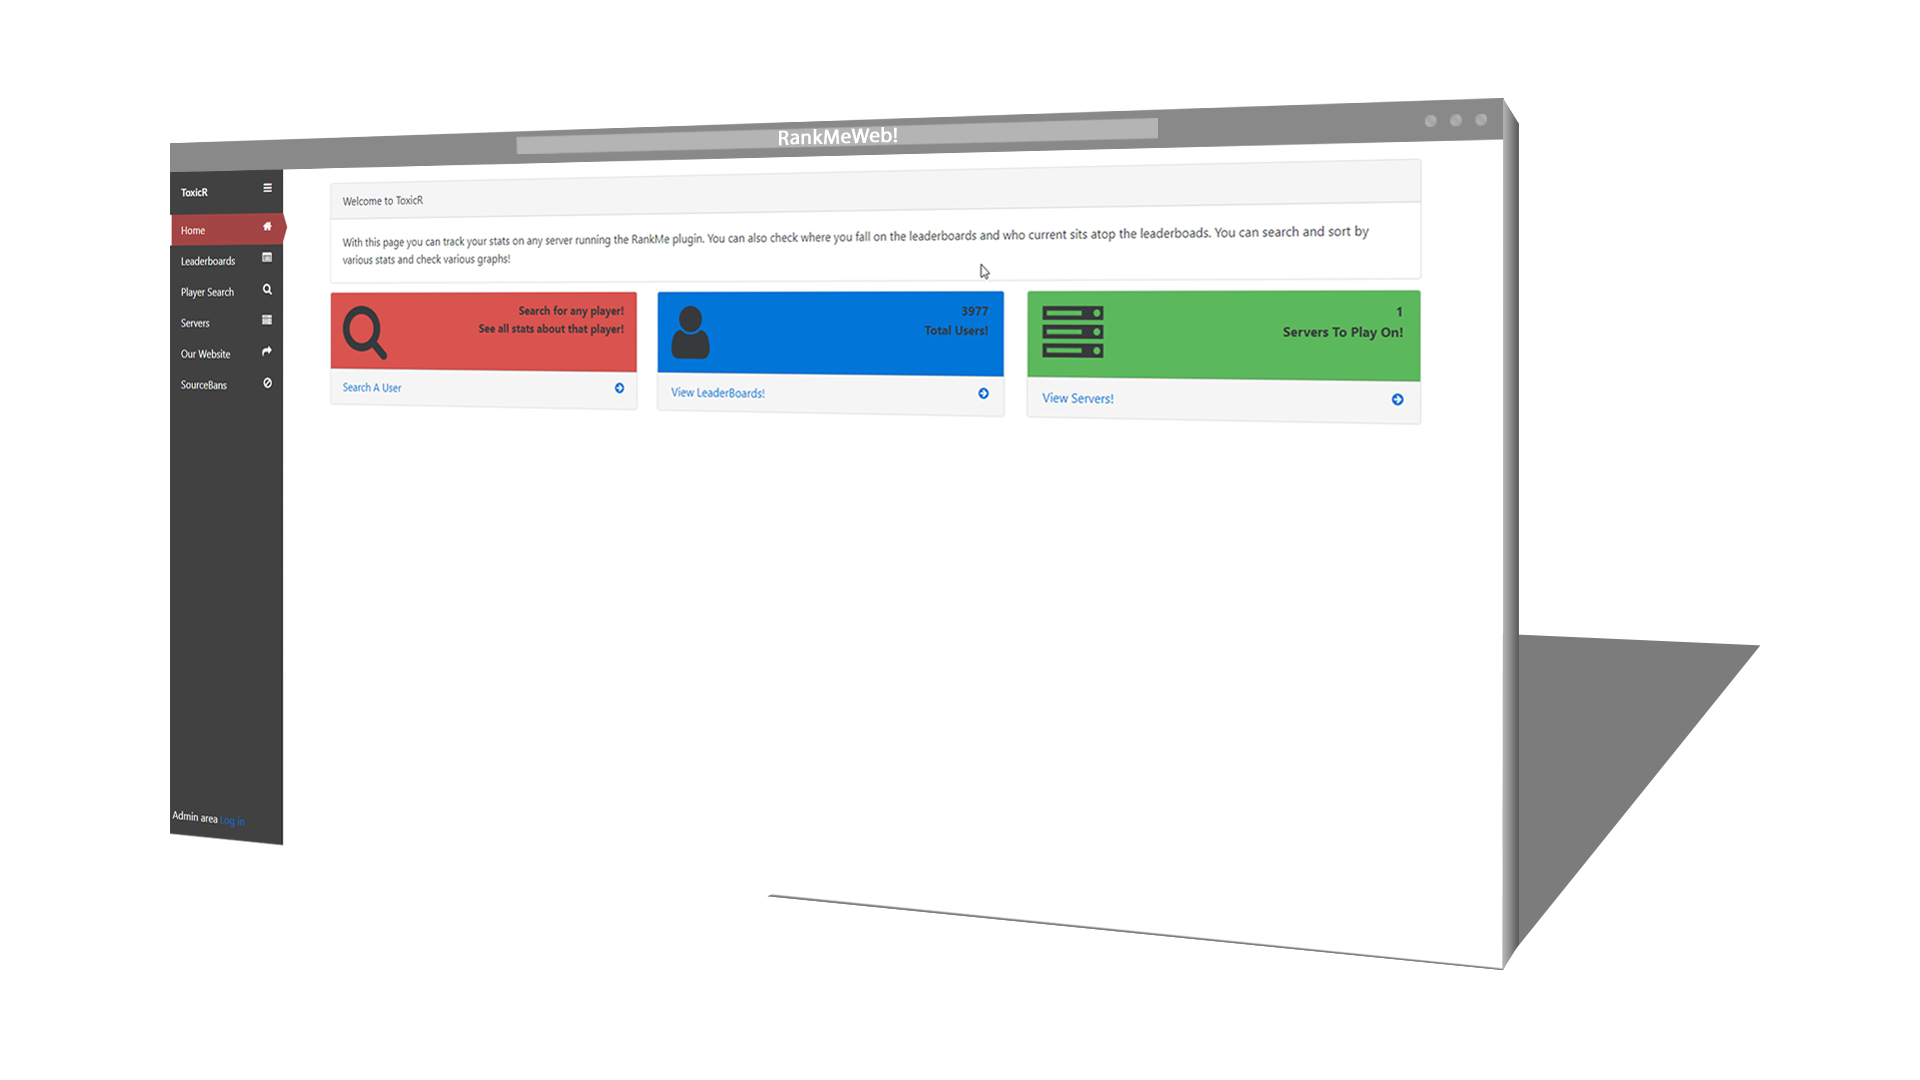 RankMeWeb!
ToxicR
Home
Leaderboards
Player Search
Servers
Our Website
SourceBans
Admin area Log in
Welcome to ToxicR
With this page you can track your stats on any server running the RankMe plugin. You can also check where you fall on the leaderboards and who current sits atop the leaderboads. You can search and sort by
various stats and check various graphs!
Search for any player!
See all stats about that player!
Search A User
3977
Total Users!
View LeaderBoards!
1
Servers To Play On!
View Servers!